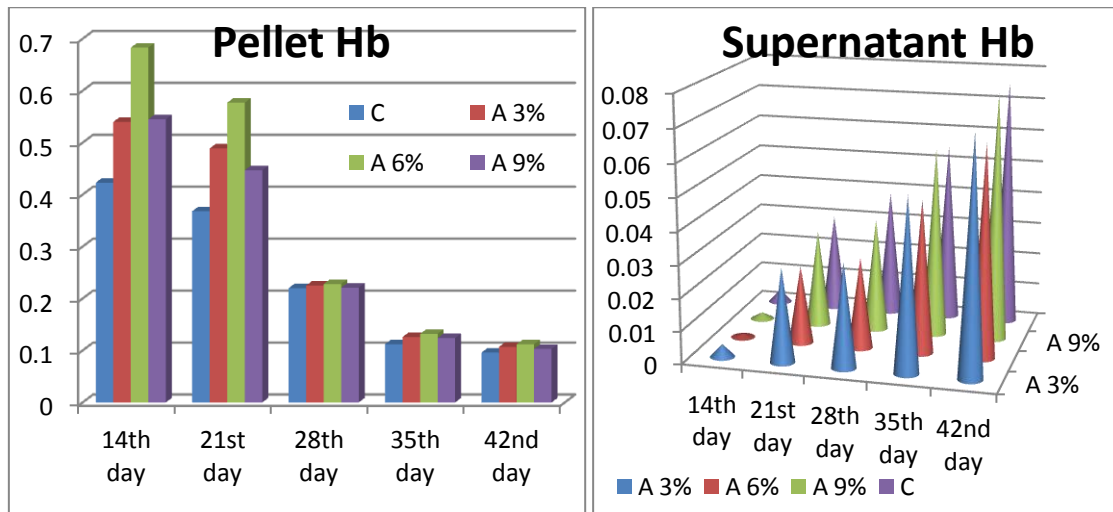 Pellet Hb
0.7
0.6
0.5
0.4
0.3
0.2
0.1
0
C
A 3%
A 6%
A 9%
14th day
21st day
28th day
35th day
42nd day
Supernatant Hb
0.08
0.07
0.06
0.05
0.04
0.03
0.02
0.01
0
14th day
21st day
28th day
35th day
42nd day
A 9%
A 3%
A 3%
A 6%
A 9%
C